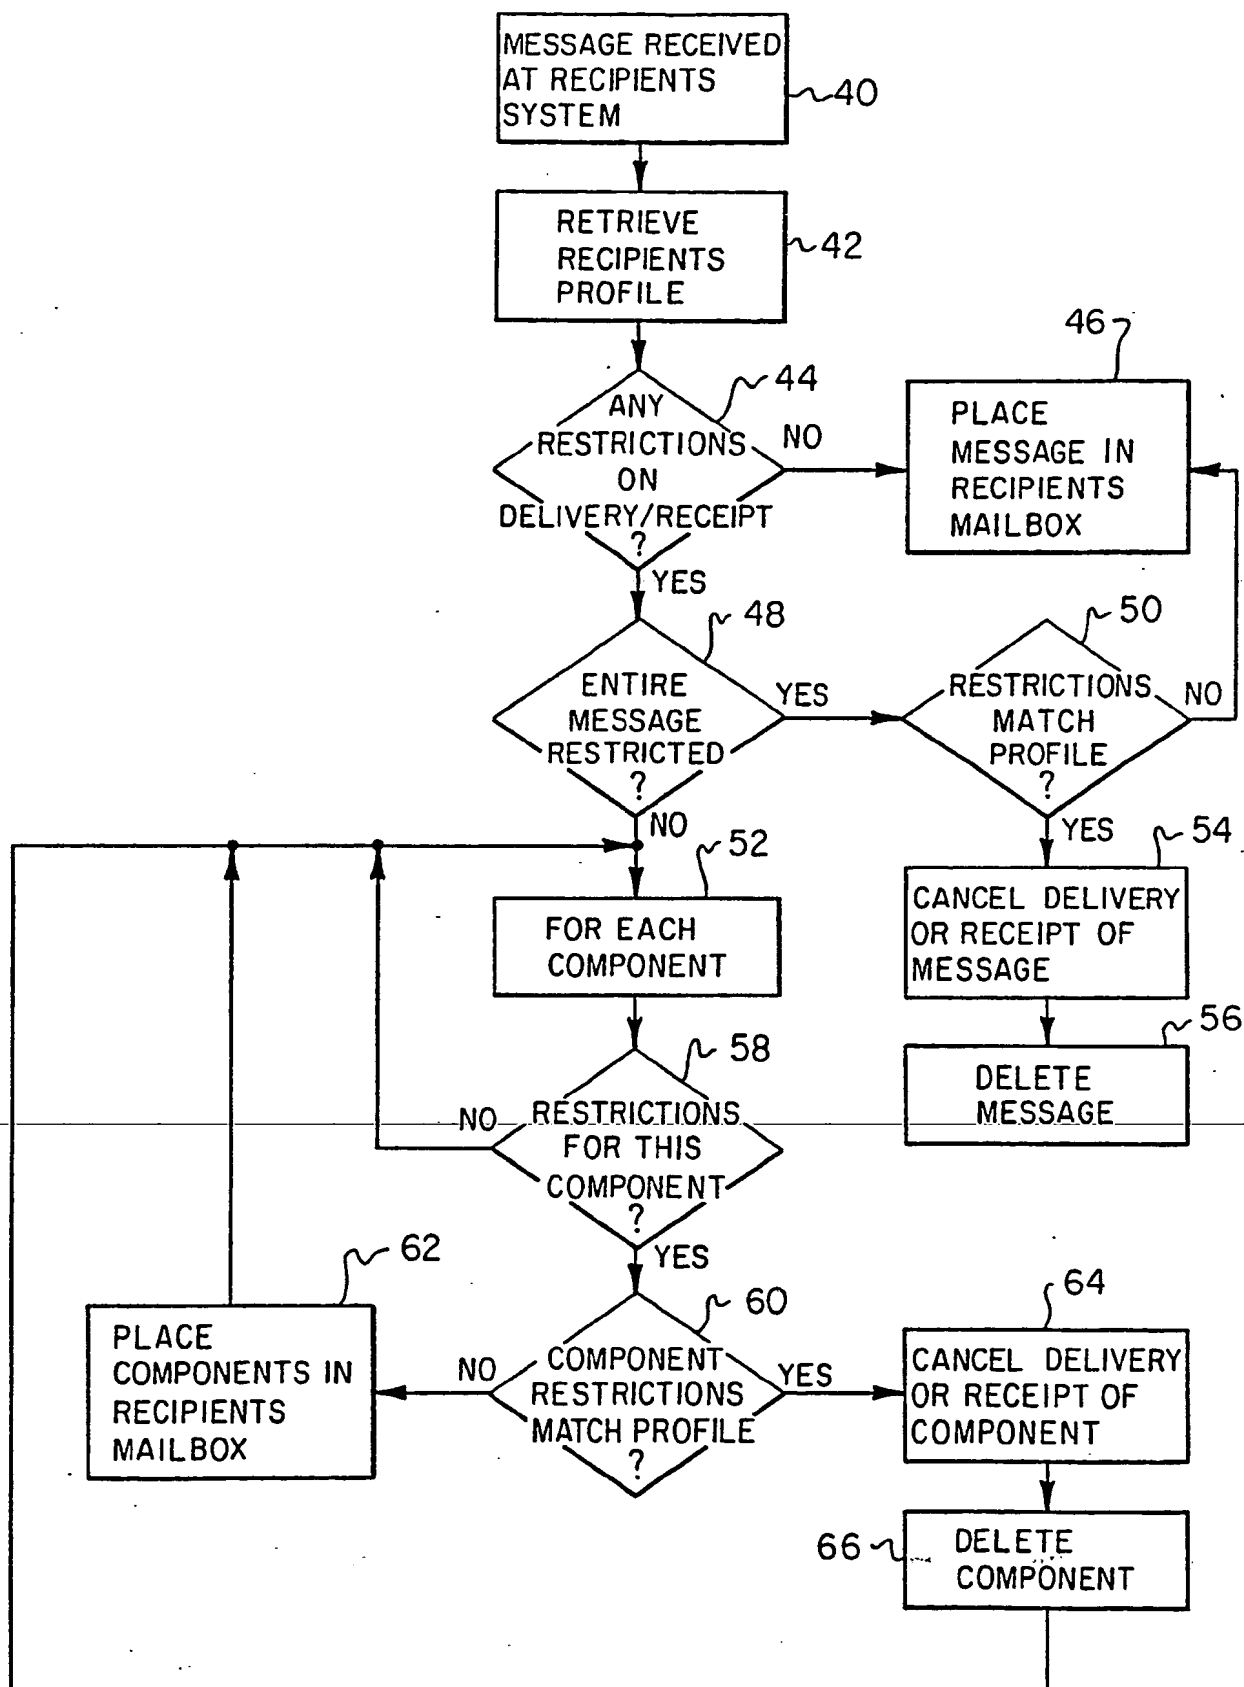 MESSAGE RECEIVED
AT RECIPIENTS
SYSTEM
40
RETRIEVE
RECIPIENTS
PROFILE
42
44
ANY
RESTRICTIONS
ON
DELIVERY/RECEIPT
?
NO
YES
46
PLACE
MESSAGE IN
RECIPIENTS
MAILBOX
48
ENTIRE
MESSAGE
RESTRICTED
?
YES
NO
50
RESTRICTIONS
MATCH
PROFILE
?
NO
YES
52
FOR EACH
COMPONENT
54
CANCEL DELIVERY
OR RECEIPT OF
MESSAGE
56
DELETE
MESSAGE
58
RESTRICTIONS
FOR THIS
COMPONENT
?
NO
YES
62
PLACE
COMPONENTS IN
RECIPIENTS
MAILBOX
60
COMPONENT
RESTRICTIONS
MATCH PROFILE
?
NO
YES
64
CANCEL DELIVERY
OR RECEIPT OF
COMPONENT
66
DELETE
COMPONENT